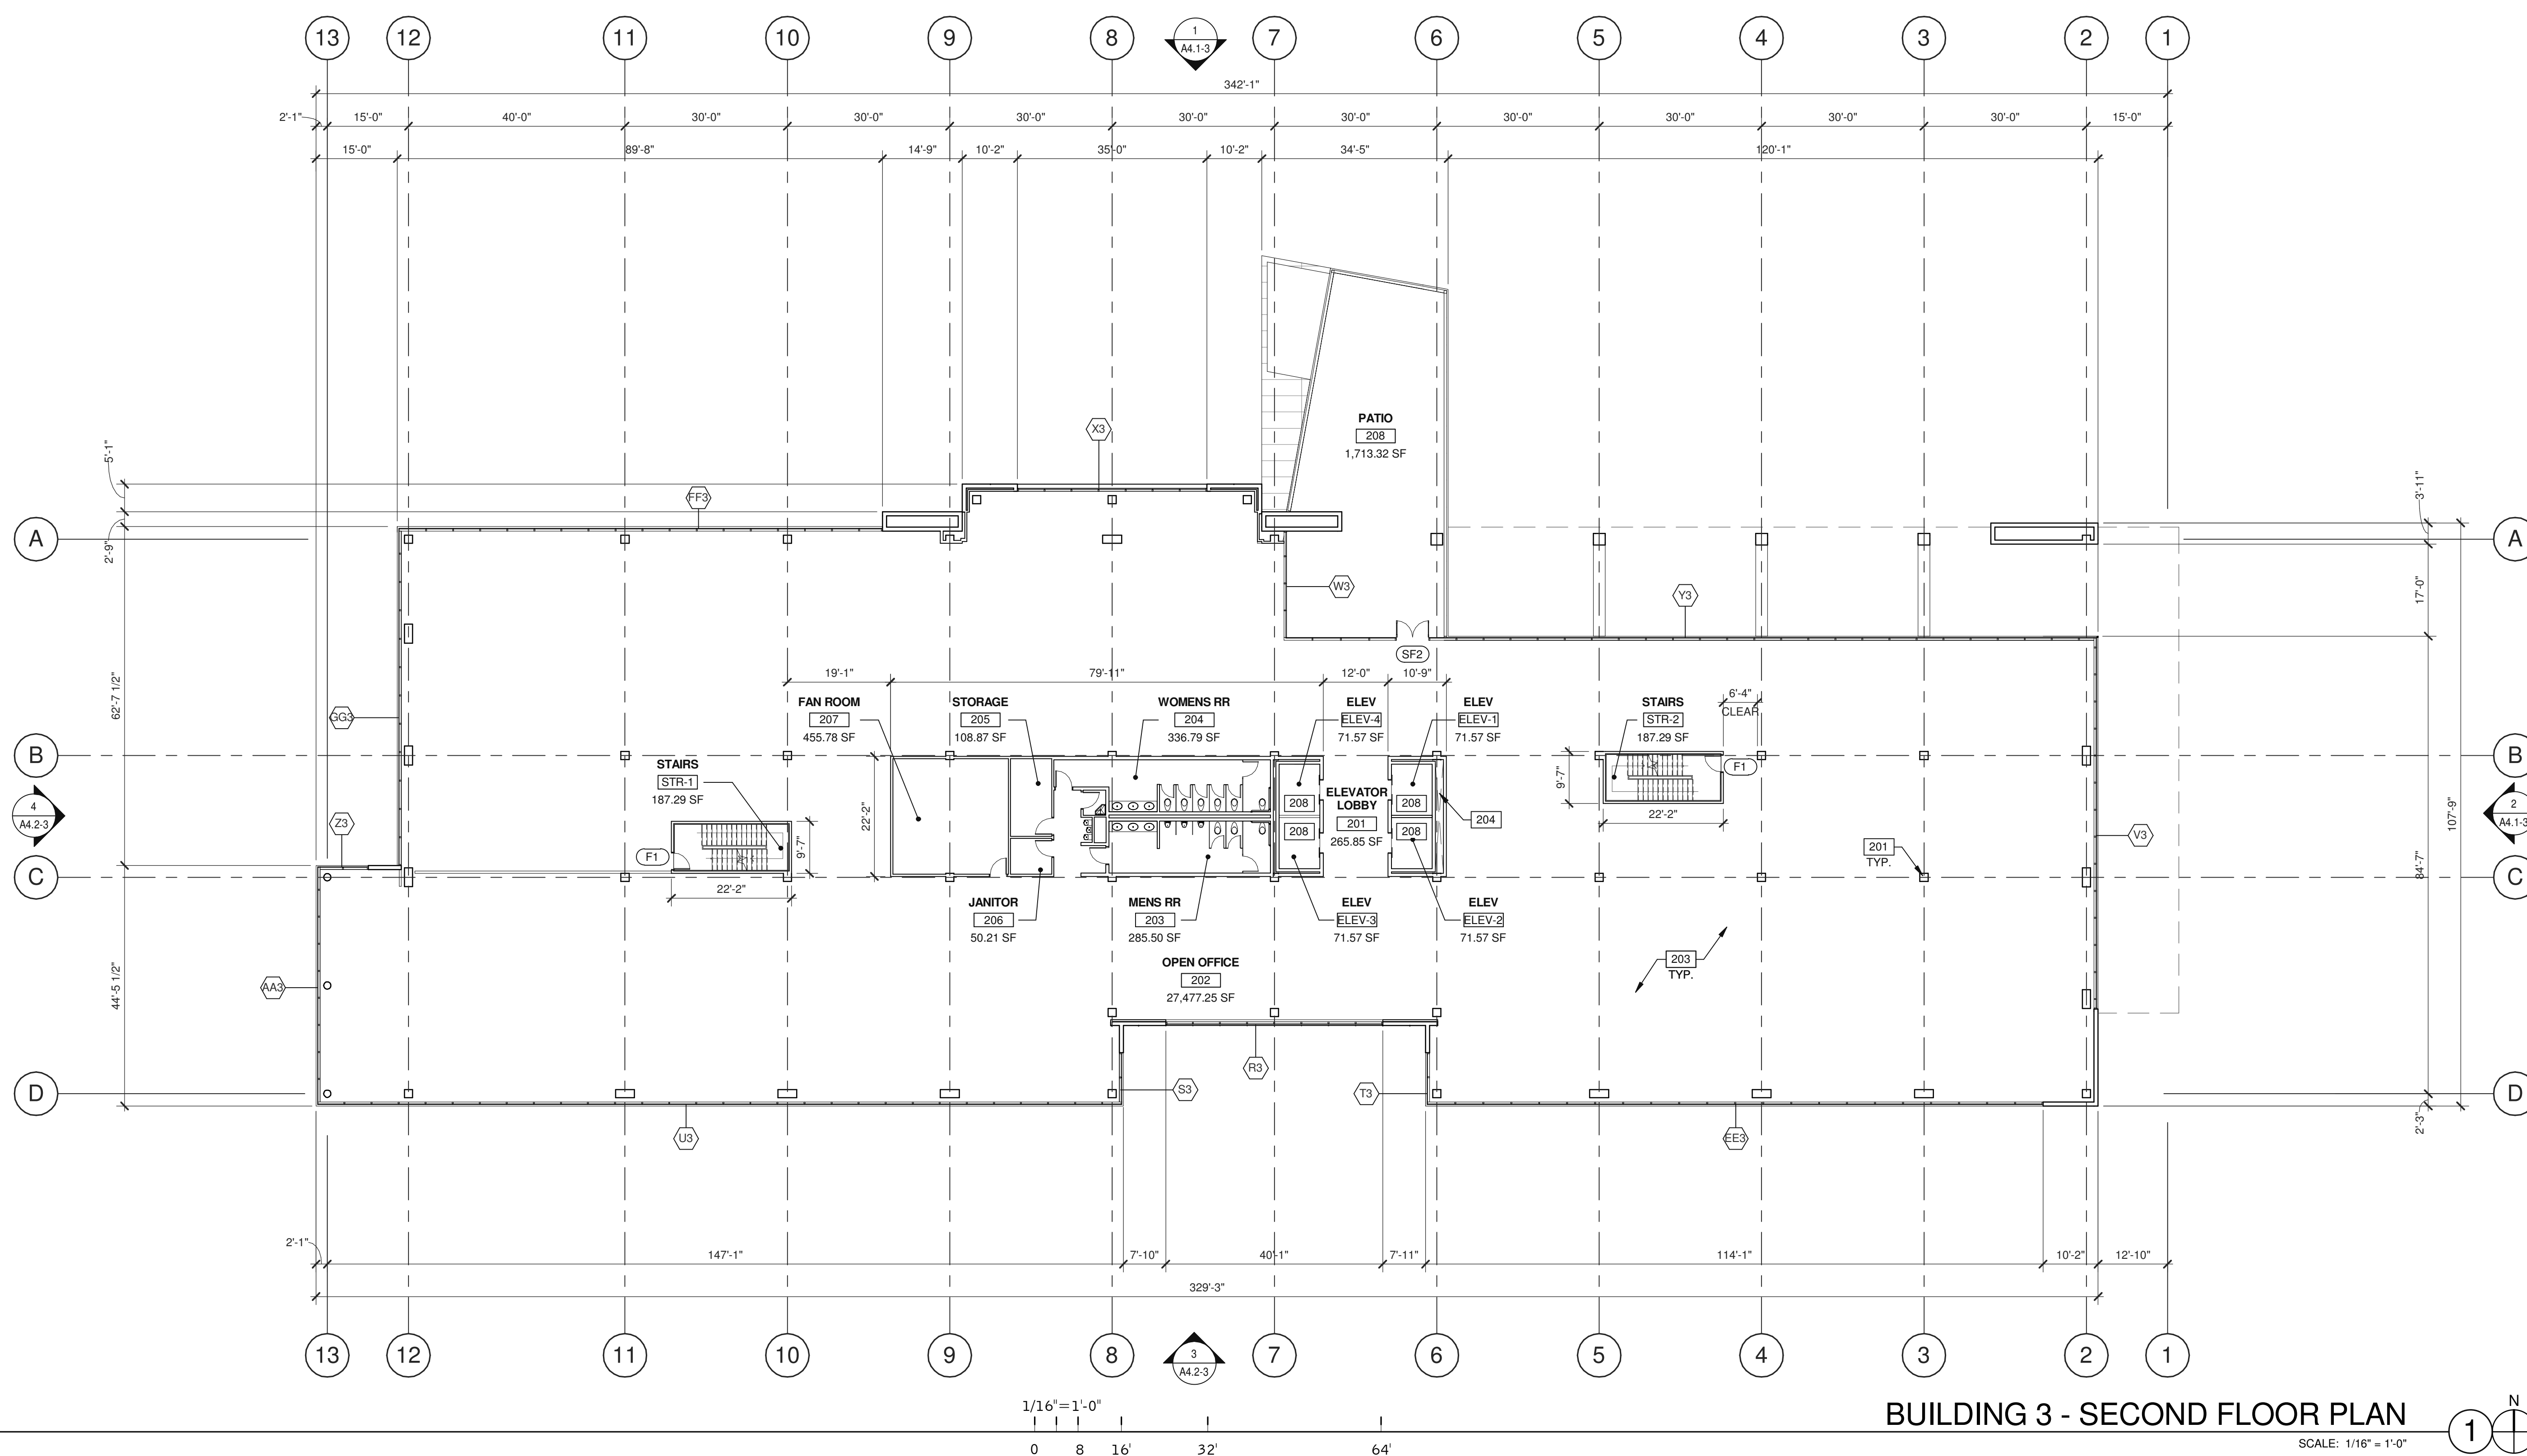 13 12 11 10 9 8 7 6 5 4 3 2 1
1
A4.1-3
342'-1"
2'-1" 15'-0" 40'-0" 30'-0" 30'-0" 30'-0" 30'-0" 30'-0" 30'-0" 30'-0" 30'-0" 30'-0" 15'-0"
15'-0" 89'-8" 14'-9" 10'-2" 35'-0" 10'-2" 34'-5" 120'-1"
PATIO
208
1,713.32 SF
X3
5'-1"
FF3
3'-11"
A
A
2'-9"
W3
Y3
17'-0"
107'-9"
SF2
19'-1" 79'-11" 12'-0" 10'-9"
6'-4"
CLEAR
62'-7 1/2"
GG3
FAN ROOM
207
455.78 SF
STORAGE
205
108.87 SF
WOMENS RR
204
336.79 SF
ELEV
ELEV-4
71.57 SF
ELEV
ELEV-1
71.57 SF
STAIRS
STR-2
187.29 SF
B
B
STAIRS
STR-1
187.29 SF
F1
9'-7"
22'-2"
4
A4.2-3
Z3
F1
9'-7"
22'-2"
22'-2"
208
208
ELEVATOR
LOBBY
201
265.85 SF
208
208
204
2
A4.1-3
V3
201
TYP.
84'-7"
C
C
JANITOR
206
50.21 SF
MENS RR
203
285.50 SF
ELEV
ELEV-3
71.57 SF
ELEV
ELEV-2
71.57 SF
OPEN OFFICE
202
27,477.25 SF
203
TYP.
44'-5 1/2"
AA3
R3
S3
T3
D
D
2'-3"
U3
EE3
2'-1" 147'-1" 7'-10" 40'-1" 7'-11" 114'-1" 10'-2" 12'-10"
329'-3"
13 12 11 10 9 8 7 6 5 4 3 2 1
3
A4.2-3
1/16"=1'-0"
0 8 16' 32' 64'
BUILDING 3 - SECOND FLOOR PLAN
SCALE: 1/16" = 1'-0"
1
N